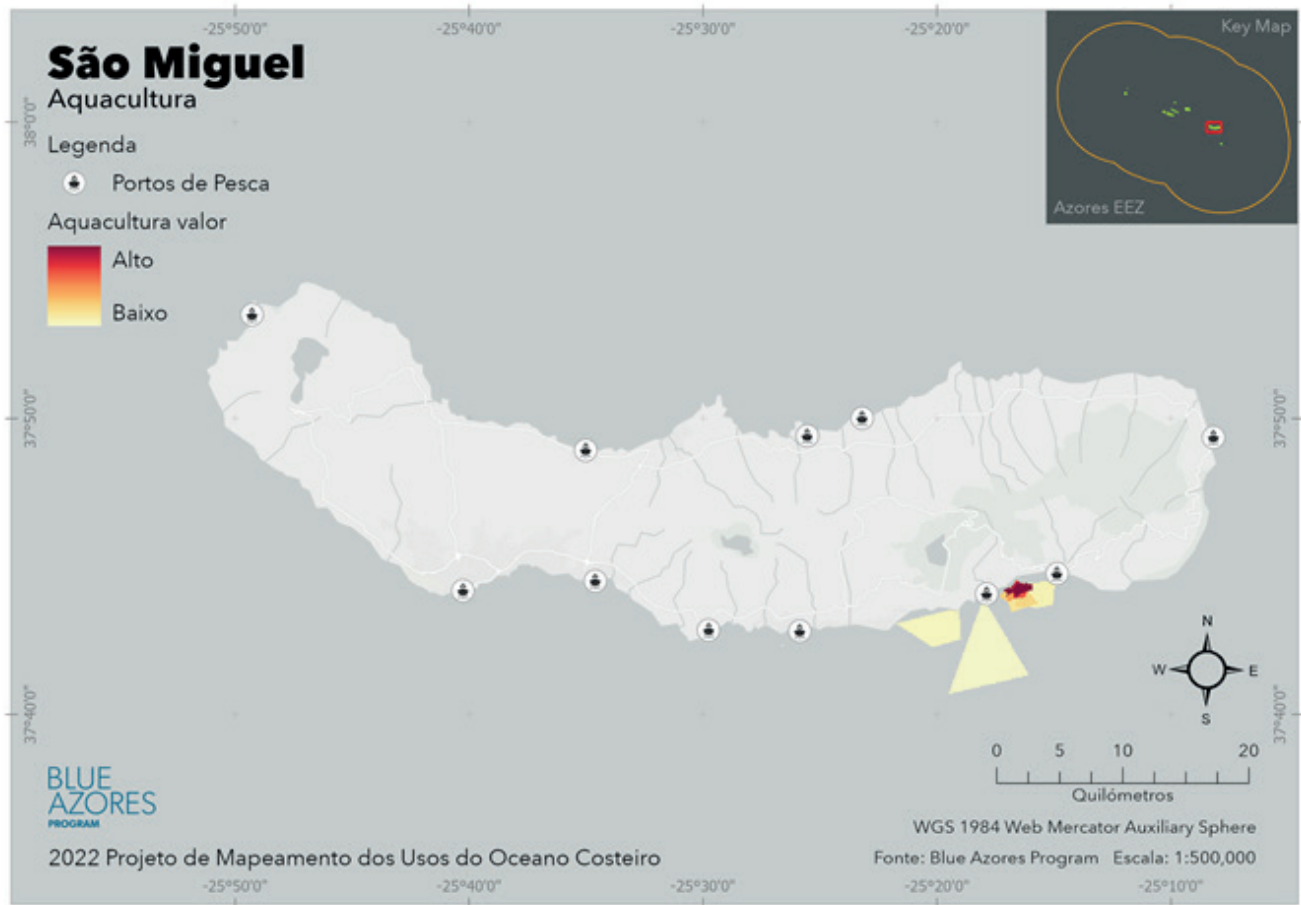 -25°50'0"
-25°40'0"
-25°30'0"
-25°20'0"
-25°10'0"
São Miguel
Aquacultura
Legenda
Portos de Pesca
Aquacultura valor
Alto
Baixo
Key Map
Azores EEZ
38°0'0"
37°50'0"
37°50'0"
37°40'0"
37°40'0"
N
W
E
S
0 5 10 20
Quilómetros
BLUE
AZORES
PROGRAM
WGS 1984 Web Mercator Auxiliary Sphere
2022 Projeto de Mapeamento dos Usos do Oceano Costeiro
Fonte: Blue Azores Program Escala: 1:500,000
-25°50'0"
-25°40'0"
-25°30'0"
-25°20'0"
-25°10'0"